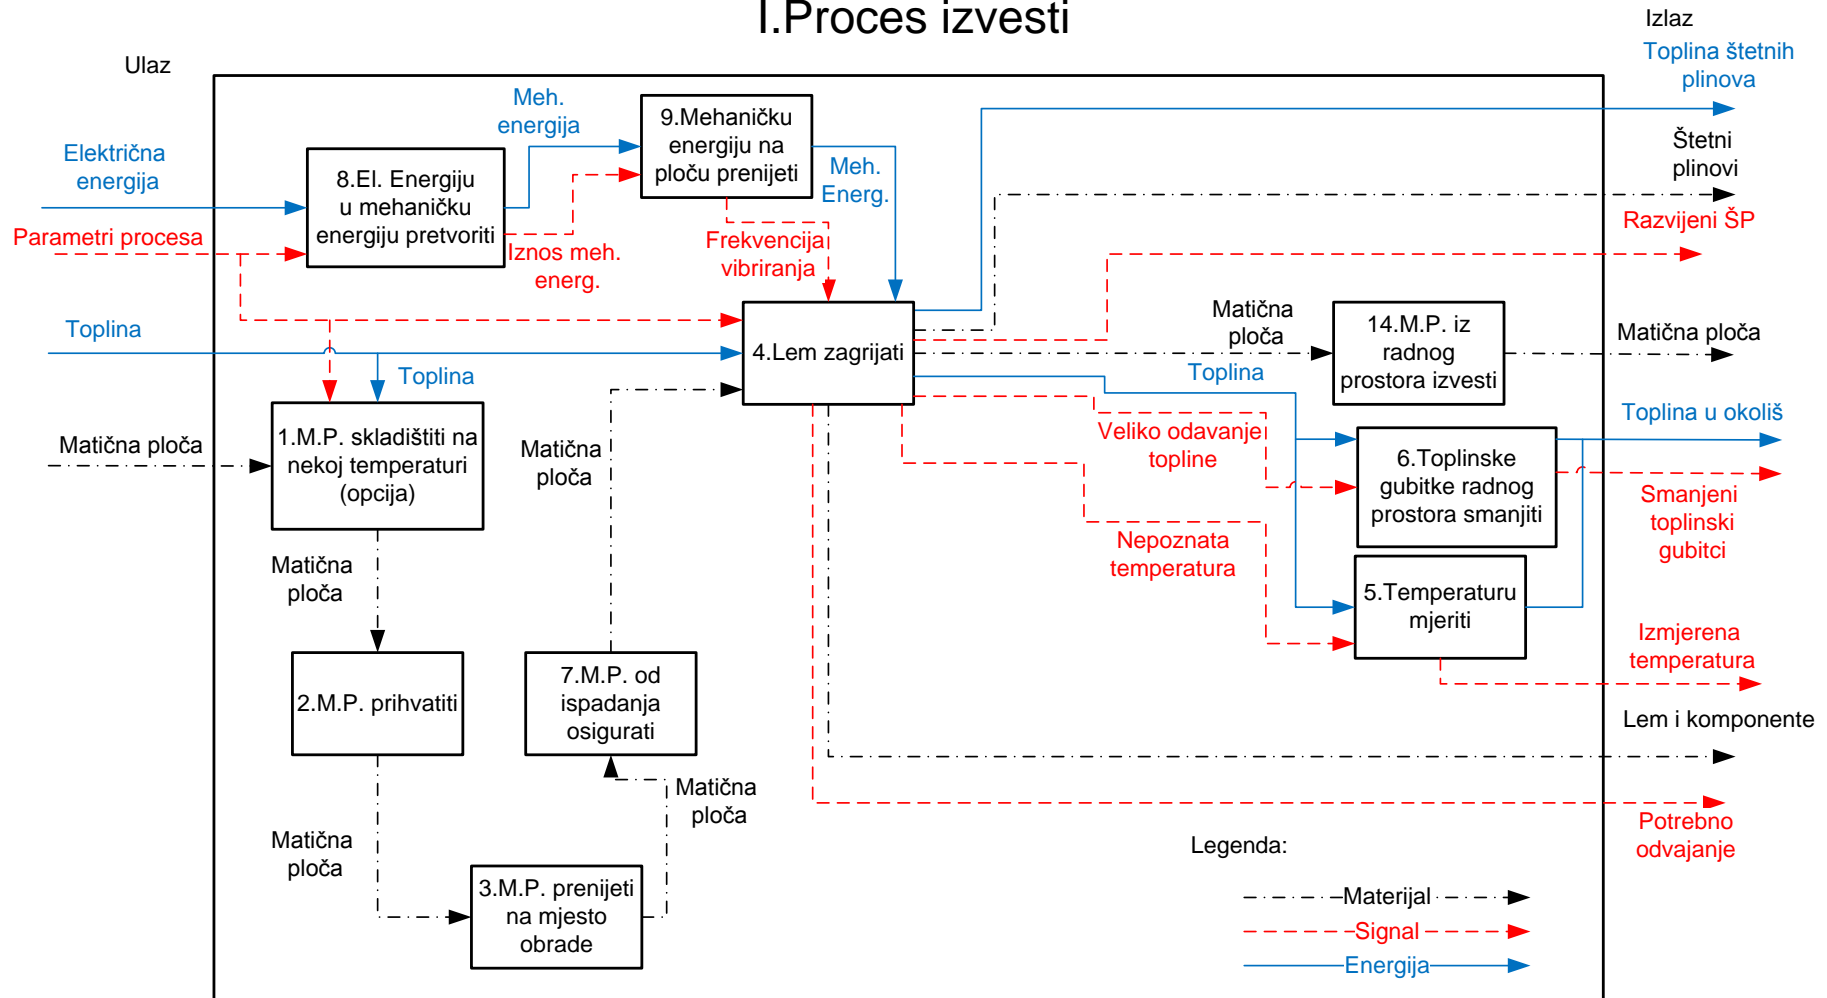 I.Proces izvesti
Ulaz
Izlaz
Toplina štetnih
plinova
Meh.
energija
9.Mehaničku
energiju na
ploču prenijeti
Štetni
plinovi
Električna
energija
8.El. Energiju
u mehaničku
energiju pretvoriti
Meh.
Energ.
Razvijeni ŠP
Parametri procesa
Iznos meh.
energ.
Frekvencija
vibriranja
Toplina
Matična
ploča
14.M.P. iz
radnog
prostora izvesti
Matična ploča
4.Lem zagrijati
Toplina
Toplina
Toplina u okoliš
Matična ploča
1.M.P. skladištiti na
nekoj temperaturi
(opcija)
Matična
ploča
Veliko odavanje
topline
6.Toplinske
gubitke radnog
prostora smanjiti
Smanjeni
toplinski
gubitci
Nepoznata
temperatura
Matična
ploča
5.Temperaturu
mjeriti
Izmjerena
temperatura
2.M.P. prihvatiti
7.M.P. od
ispadanja
osigurati
Lem i komponente
Matična
ploča
Matična
ploča
Potrebno
odvajanje
Legenda:
3.M.P. prenijeti
na mjesto
obrade
Materijal
Signal
Energija